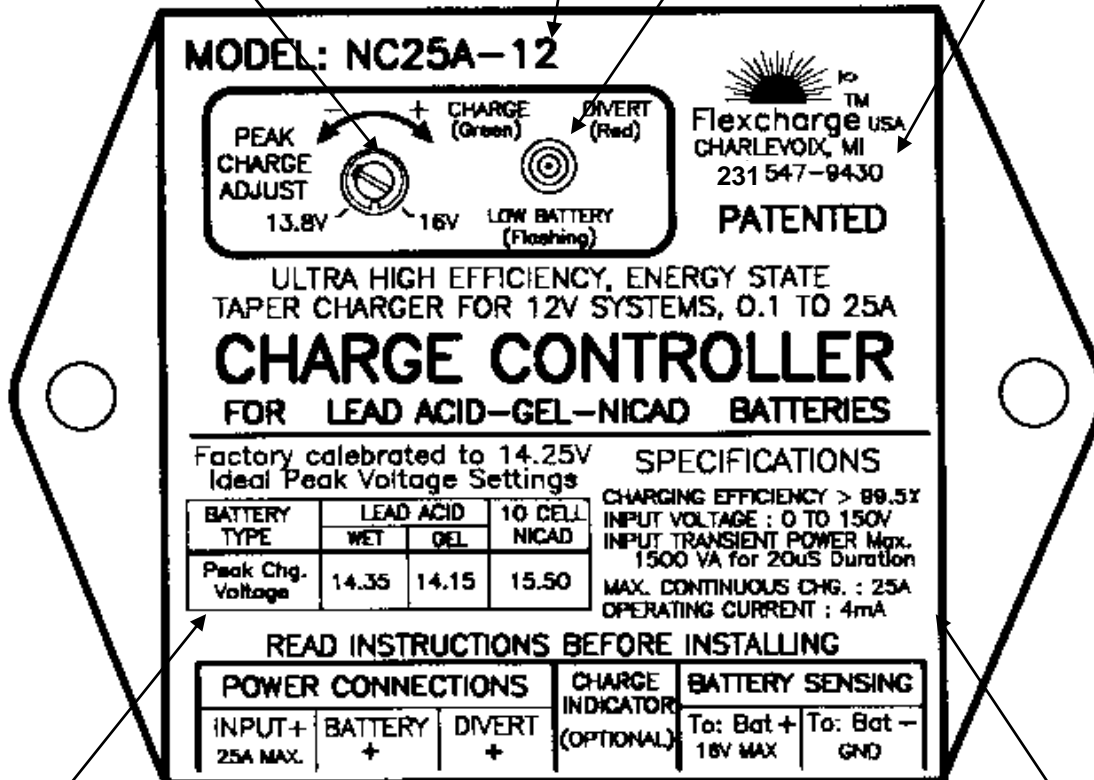 MODEL: NC25A-12
- + CHARGE DIVERT
(Green) (Red)
PEAK
CHARGE
ADJUST
13.8V 16V LOW BATTERY
(Flashing)
TM
Flexcharge USA
CHARLEVOIX, MI
231 547-9430
PATENTED
ULTRA HIGH EFFICIENCY, ENERGY STATE
TAPER CHARGER FOR 12V SYSTEMS, 0.1 TO 25A
CHARGE CONTROLLER
FOR LEAD ACID-GEL-NICAD BATTERIES
Factory calebrated to 14.25V
Ideal Peak Voltage Settings
BATTERY TYPE LEAD ACID 10 CELL NICAD
WET GEL
Peak Chg. Voltage 14.35 14.15 15.50
SPECIFICATIONS
CHARGING EFFICIENCY > 99.5%
INPUT VOLTAGE : 0 TO 150V
INPUT TRANSIENT POWER Max.
1500 VA for 20uS Duration
MAX. CONTINUOUS CHG. : 25A
OPERATING CURRENT : 4mA
READ INSTRUCTIONS BEFORE INSTALLING
POWER CONNECTIONS
INPUT+ BATTERY DIVERT
25A MAX. + +
CHARGE
INDICATOR
(OPTIONAL)
BATTERY SENSING
To: Bat + To: Bat -
16V MAX GND